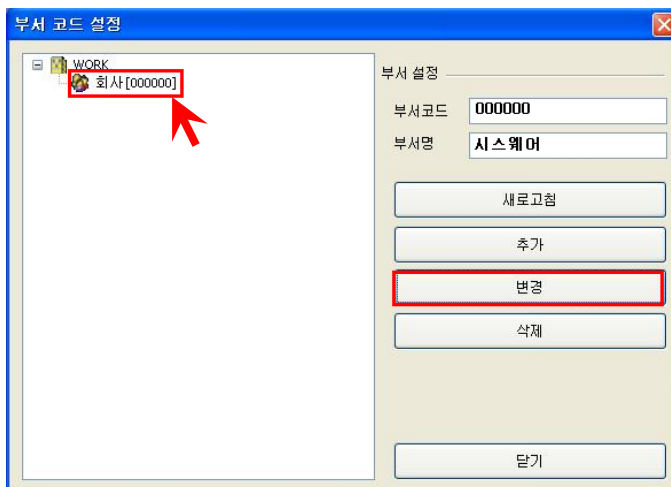 부서 코드 설정
WORK
회사[000000]
부서 설정
부서코드 000000
부서명 시스웨어
새로고침
추가
변경
삭제
닫기